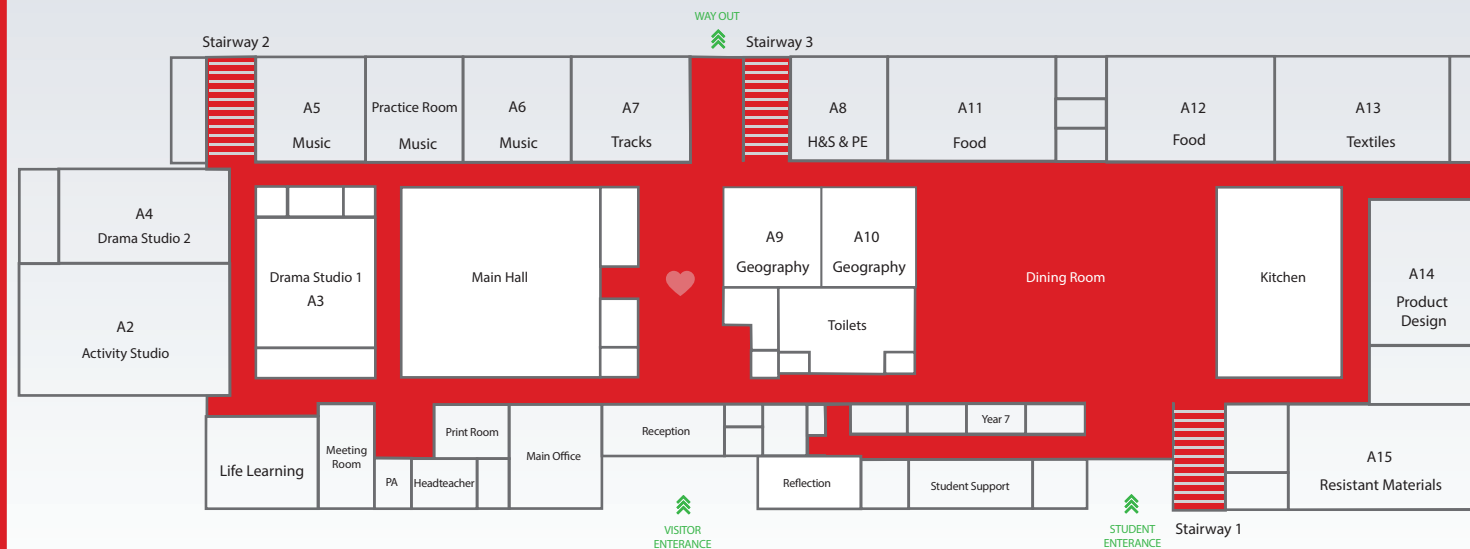 WAY OUT
Stairway 2
Stairway 3
A5
Music
Practice Room
Music
A6
Music
A7
Tracks
A8
H&S & PE
A11
Food
A12
Food
A13
Textiles
A4
Drama Studio 2
A2
Activity Studio
Drama Studio 1
A3
Main Hall
A9
Geography
A10
Geography
Toilets
Dining Room
Kitchen
A14
Product
Design
Life Learning
Meeting
Room
Print Room
PA
Headteacher
Main Office
Reception
Reflection
Year 7
Student Support
A15
Resistant Materials
VISITOR
ENTERANCE
STUDENT
ENTERANCE
Stairway 1